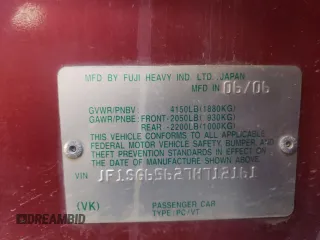 MFD BY FUJI HEAVY IND. LTD. JAPAN
MFD IN 06/06
GVWR/PNBV 4150LB(1880KG)
GAWR/PNBE: FRONT-2050LB( 930KG)
REAR -2200LB(1000KG)
THIS VEHICLE CONFORMS TO ALL APPLICABLE
FEDERAL MOTOR VEHICLE SAFETY, BUMPER, AND
THEFT PREVENTION STANDARDS IN EFFECT
ON THE DATE OF MANUFACTURE SHOWN ABOVE.
VIN
(VK) PASSENGER CAR
TYPE: PC/VT
DREAMBID